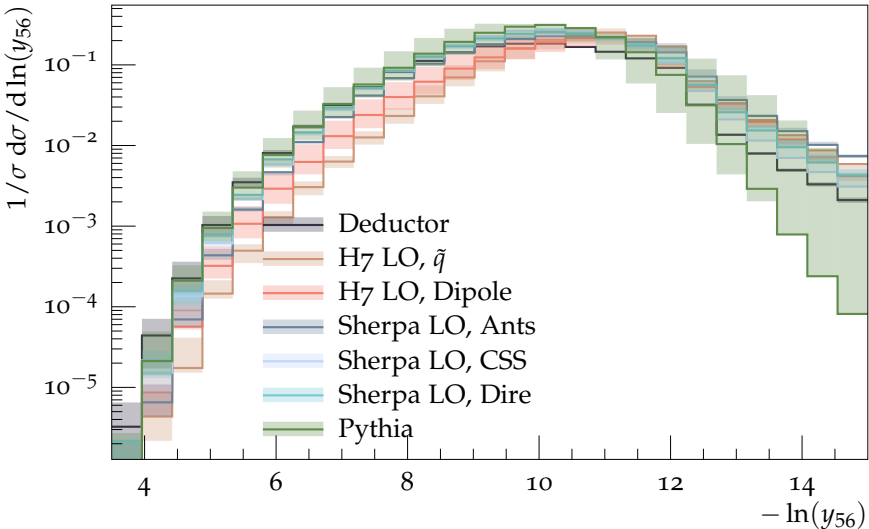 1/σ dσ/d ln(y₅₆)
10⁻¹
10⁻²
10⁻³
10⁻⁴
10⁻⁵
Deductor
H7 LO, q̃
H7 LO, Dipole
Sherpa LO, Ants
Sherpa LO, CSS
Sherpa LO, Dire
Pythia
4 6 8 10 12 14
− ln(y₅₆)